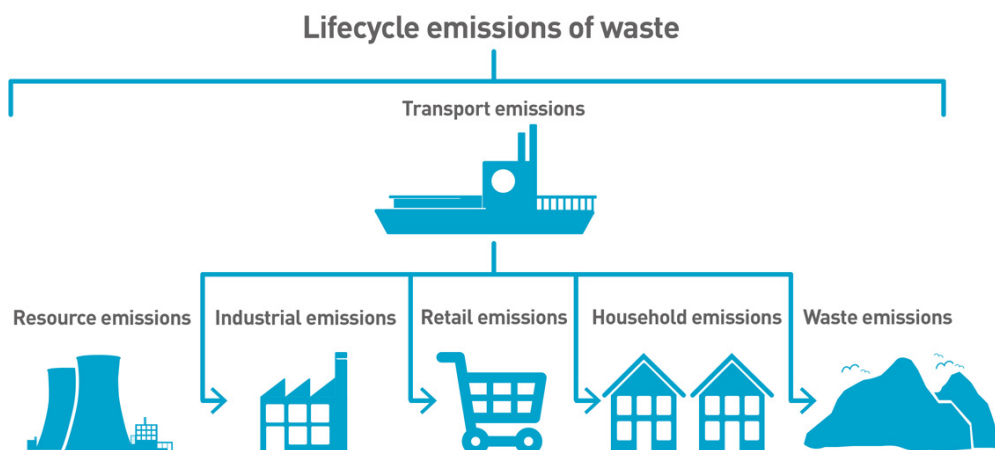 Lifecycle emissions of waste
Transport emissions
Resource emissions
Industrial emissions
Retail emissions
Household emissions
Waste emissions